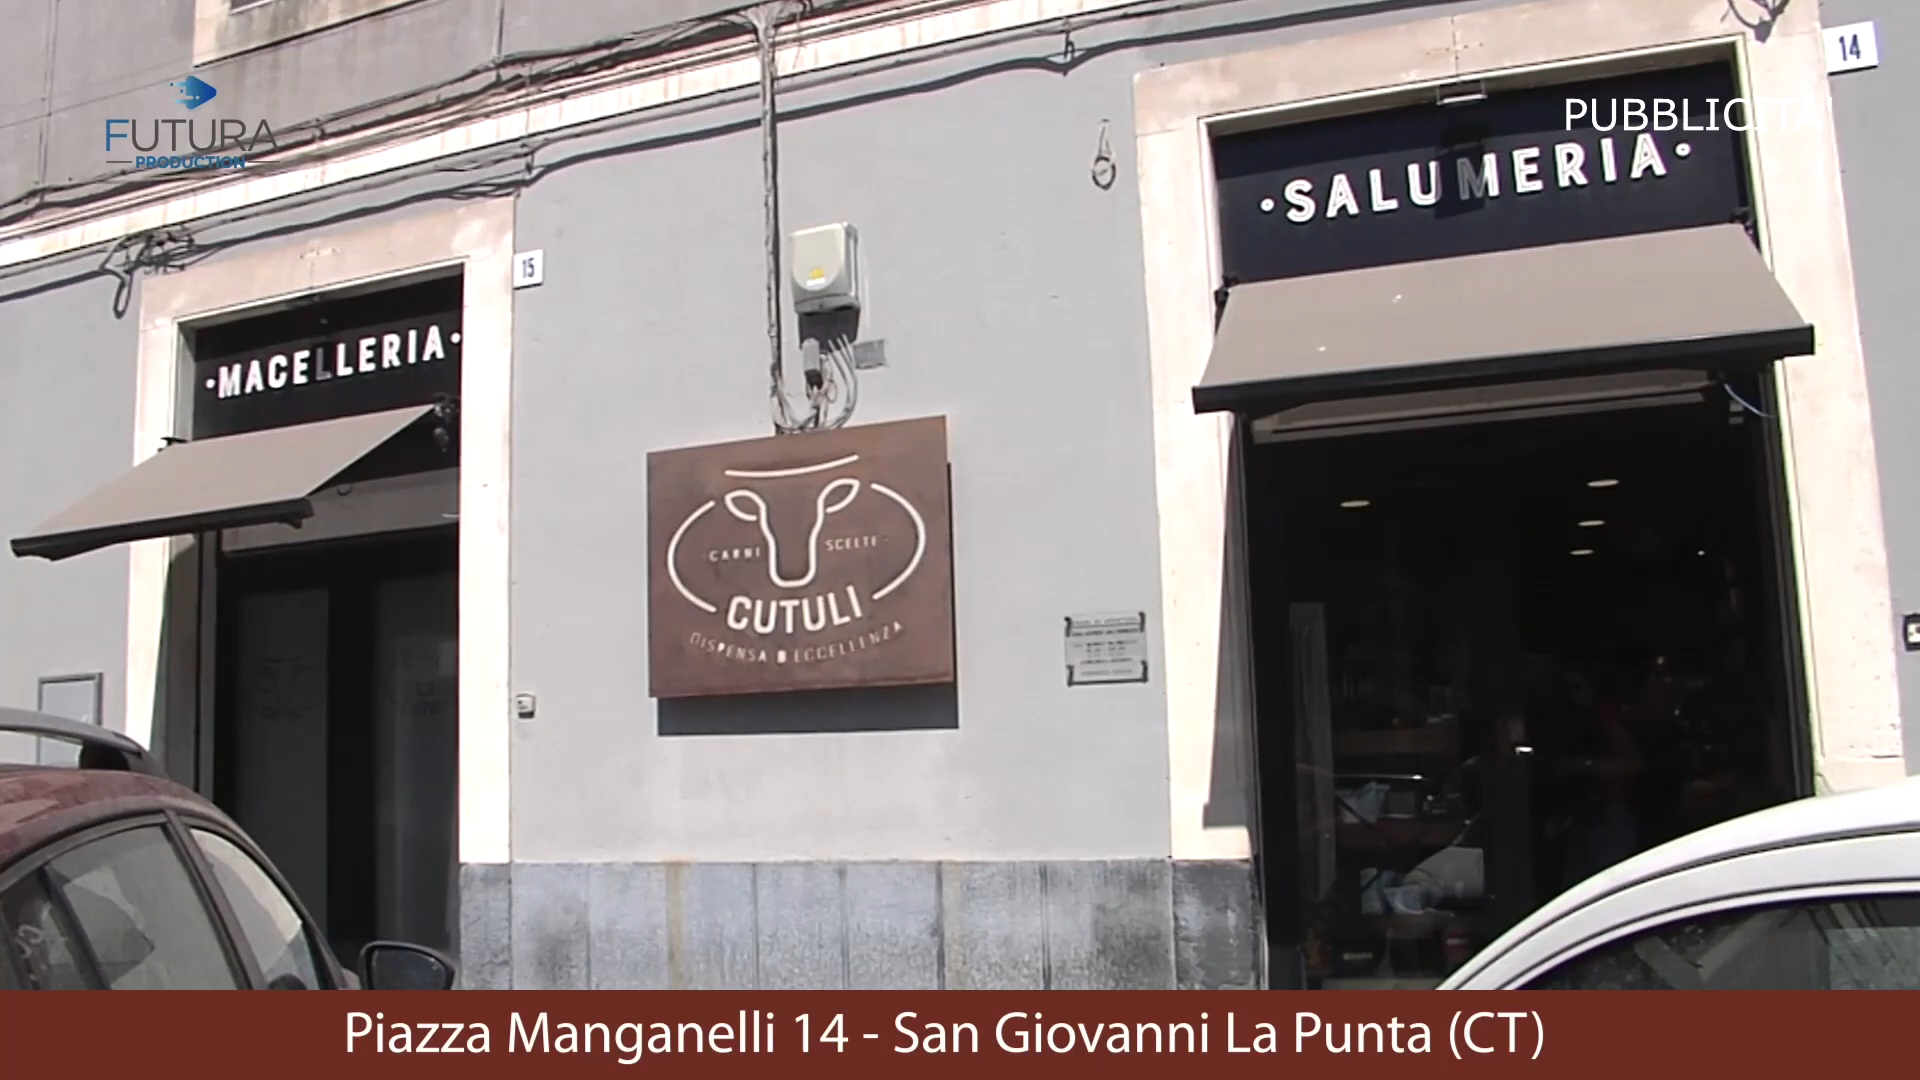 14
FUTURA
PRODUCTION
PUBBLICITA'
·SALUMERIA·
15
·MACELLERIA·
CARNI SCELTE
CUTULI
DISPENSA D'ECCELLENZA
Piazza Manganelli 14 - San Giovanni La Punta (CT)